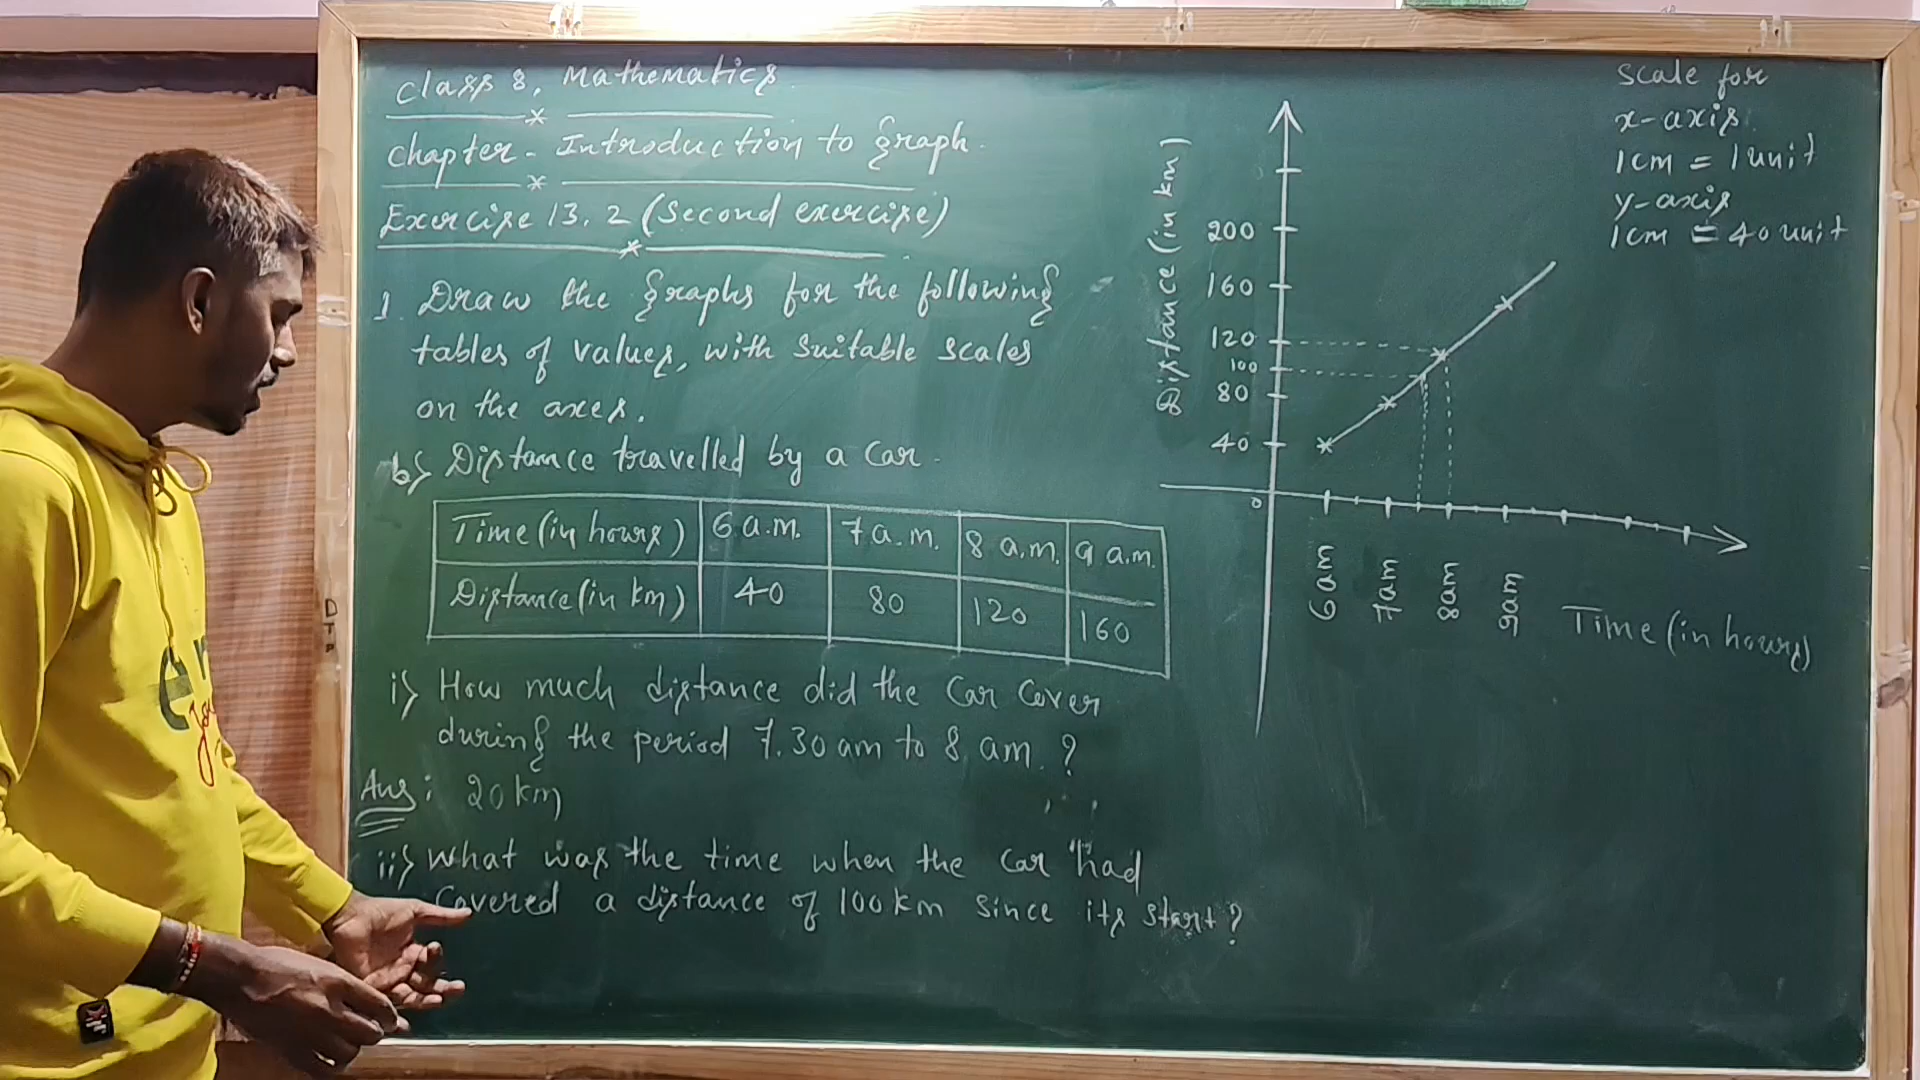 Class 8, Mathematics
Chapter - Introduction to Graph.
Exercise 13.2 (Second exercise)
1. Draw the graphs for the following
tables of values, with suitable scales
on the axes.
b) Distance travelled by a car.
Time (in hours) 6 a.m. 7 a.m. 8 a.m. 9 a.m.
Distance (in km) 40 80 120 160
i) How much distance did the car cover
during the period 7.30 am to 8 am. ?
Ans: 20 km
ii) What was the time when the car had
Covered a distance of 100 km since its start?
Scale for
x-axis
1cm = 1 unit
y-axis
1cm = 40 unit
Distance (in km)
200
160
120
100
80
40
0
6am 7am 8am 9am
Time (in hours)
DTP